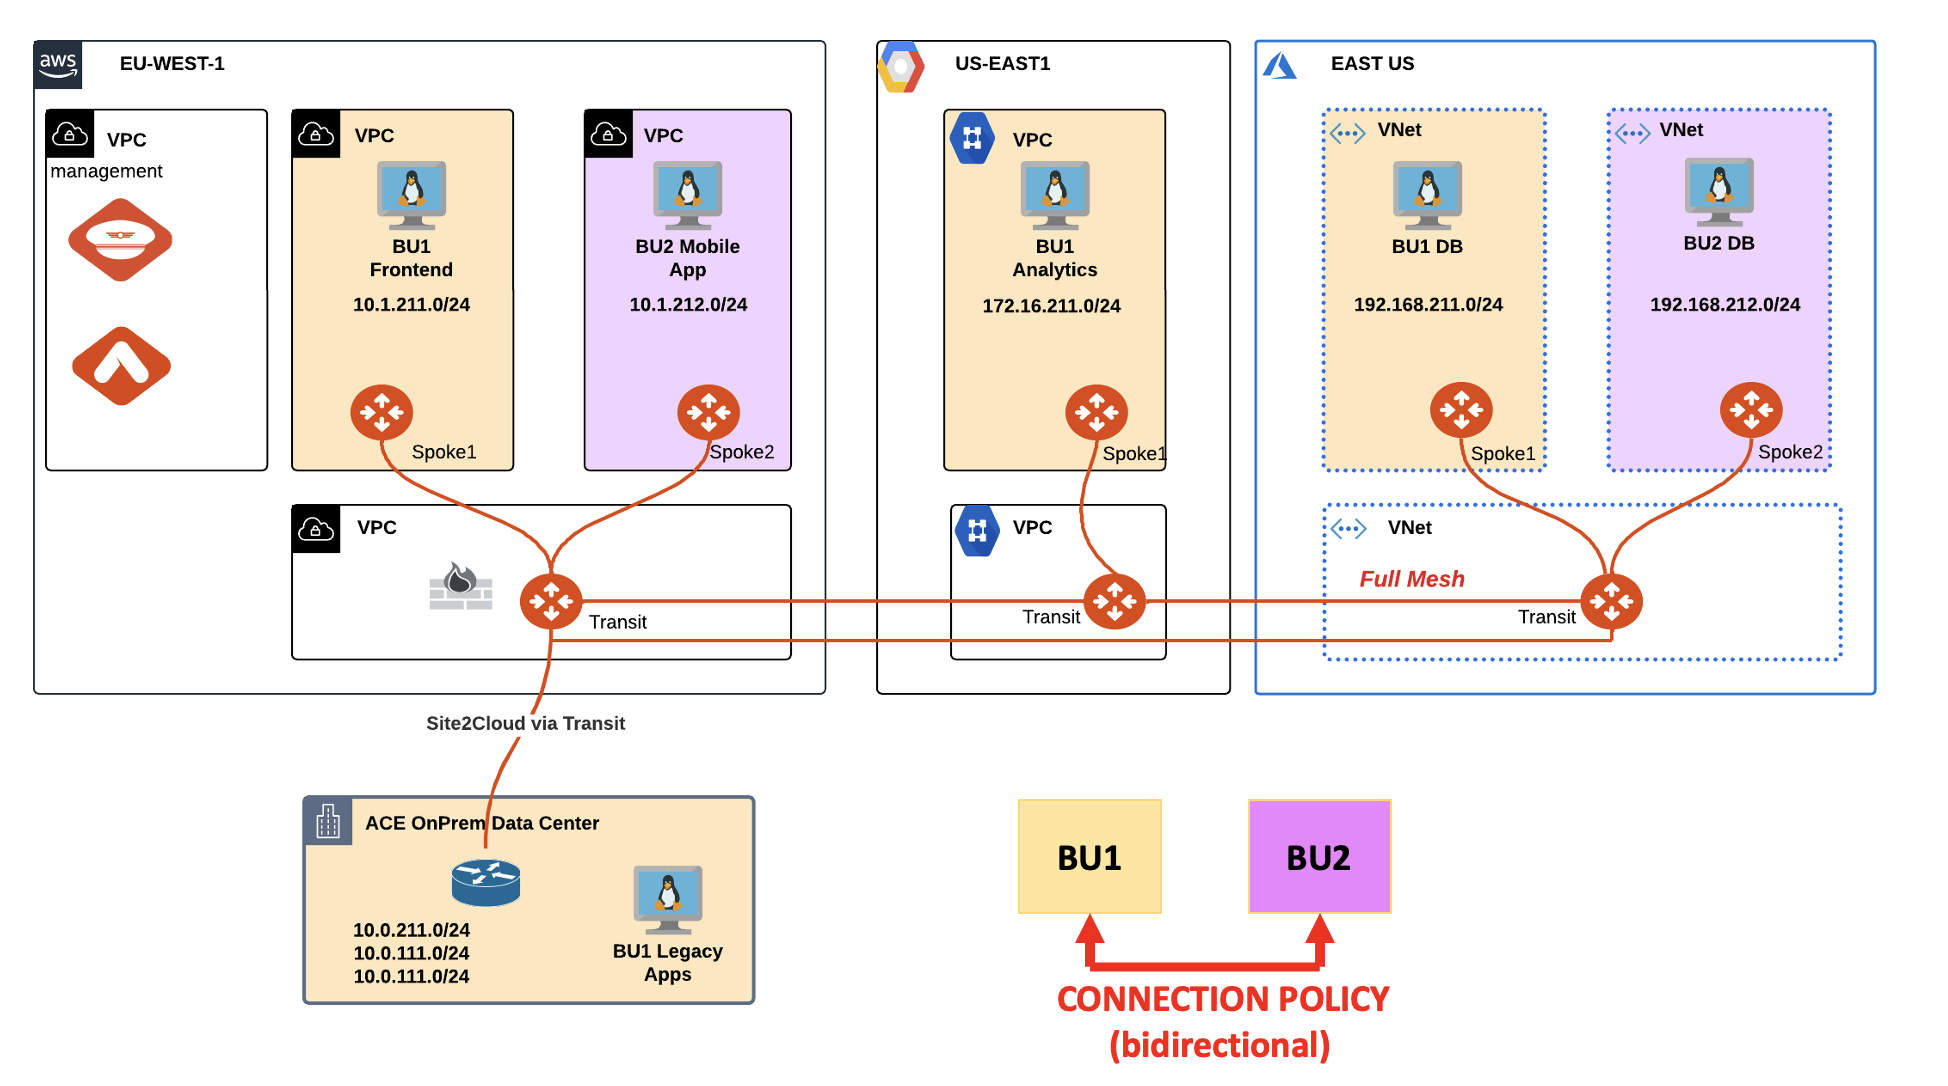 aws
EU-WEST-1
VPC
management
VPC
BU1
Frontend
10.1.211.0/24
Spoke1
VPC
BU2 Mobile
App
10.1.212.0/24
Spoke2
VPC
Transit
US-EAST1
VPC
BU1
Analytics
172.16.211.0/24
Spoke1
VPC
Transit
EAST US
VNet
BU1 DB
192.168.211.0/24
Spoke1
VNet
BU2 DB
192.168.212.0/24
Spoke2
VNet
Full Mesh
Transit
Site2Cloud via Transit
ACE OnPrem Data Center
10.0.211.0/24
10.0.111.0/24
10.0.111.0/24
BU1 Legacy
Apps
BU1
BU2
CONNECTION POLICY
(bidirectional)